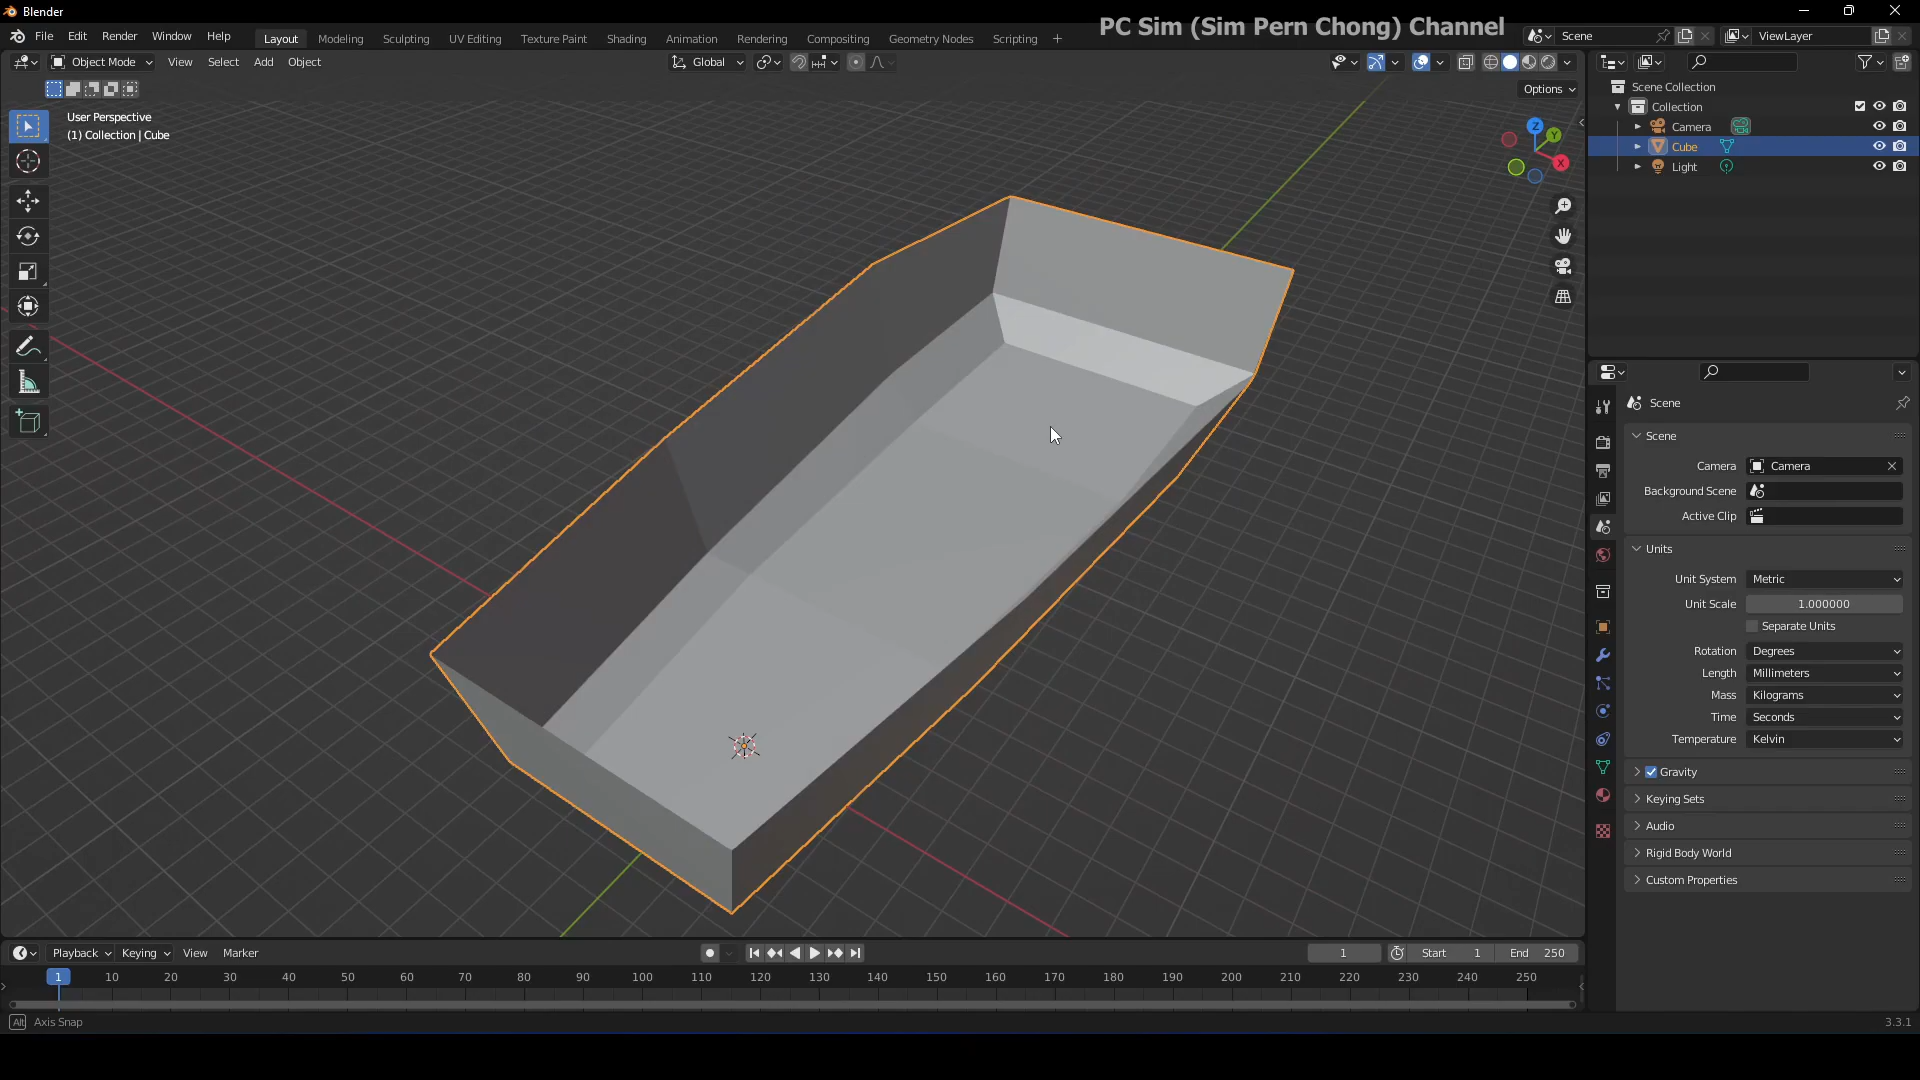 Blender
PC Sim (Sim Pern Chong) Channel
File Edit Render Window Help
Layout Modeling Sculpting UV Editing Texture Paint Shading Animation Rendering Compositing Geometry Nodes Scripting +
Scene
ViewLayer
Object Mode View Select Add Object
Global
Options
User Perspective
(1) Collection | Cube
Z
Y
X
Scene Collection
Collection
Camera
Cube
Light
Scene
Scene
Camera Camera
Background Scene
Active Clip
Units
Unit System Metric
Unit Scale 1.000000
Separate Units
Rotation Degrees
Length Millimeters
Mass Kilograms
Time Seconds
Temperature Kelvin
Gravity
Keying Sets
Audio
Rigid Body World
Custom Properties
Playback Keying View Marker
1
Start 1
End 250
1 10 20 30 40 50 60 70 80 90 100 110 120 130 140 150 160 170 180 190 200 210 220 230 240 250
Alt Axis Snap
3.3.1